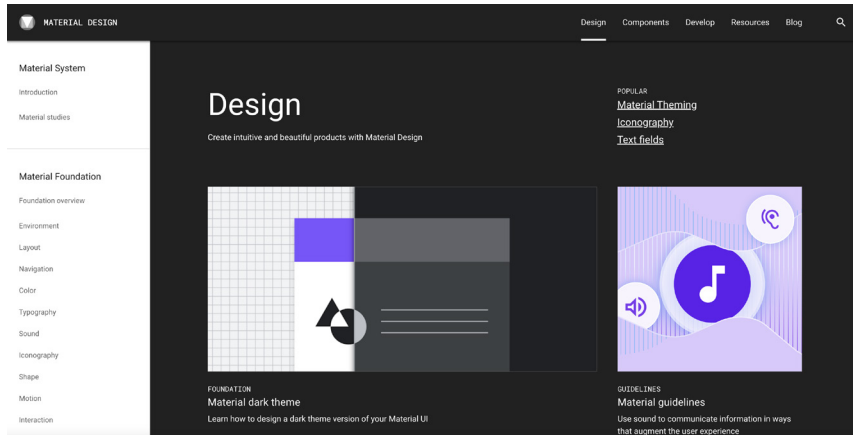 MATERIAL DESIGN
Design
Components
Develop
Resources
Blog
Material System
Introduction
Material studies
Material Foundation
Foundation overview
Environment
Layout
Navigation
Color
Typography
Sound
Iconography
Shape
Motion
Interaction
Design
Create intuitive and beautiful products with Material Design
POPULAR
Material Theming
Iconography
Text fields
FOUNDATION
Material dark theme
Learn how to design a dark theme version of your Material UI
GUIDELINES
Material guidelines
Use sound to communicate information in ways
that augment the user experience